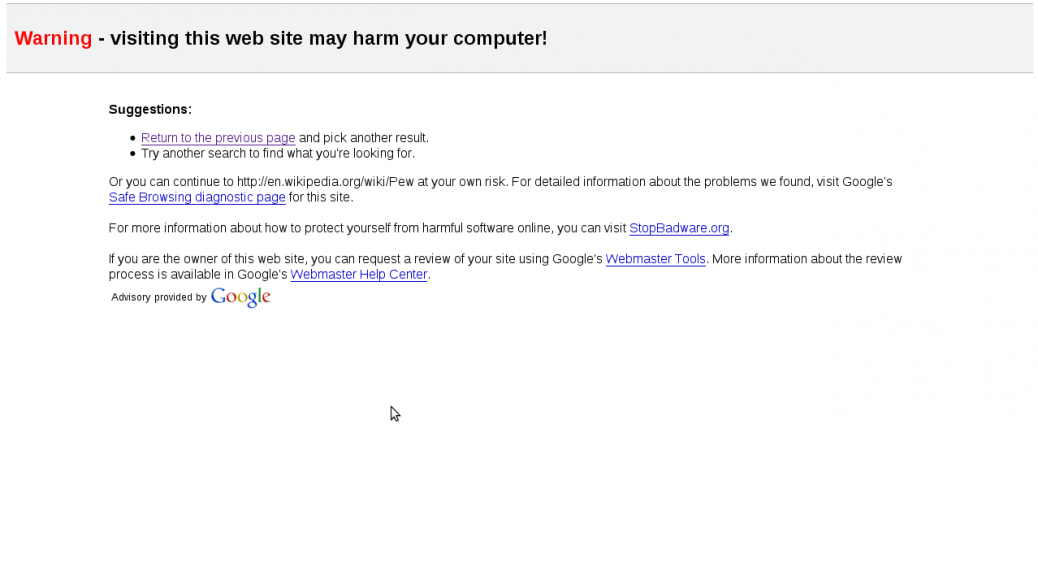 Warning - visiting this web site may harm your computer!
Suggestions:
Return to the previous page and pick another result.
Try another search to find what you're looking for.
Or you can continue to http://en.wikipedia.org/wiki/Pew at your own risk. For detailed information about the problems we found, visit Google's
Safe Browsing diagnostic page for this site.
For more information about how to protect yourself from harmful software online, you can visit StopBadware.org.
If you are the owner of this web site, you can request a review of your site using Google's Webmaster Tools. More information about the review
process is available in Google's Webmaster Help Center.
Advisory provided by Google